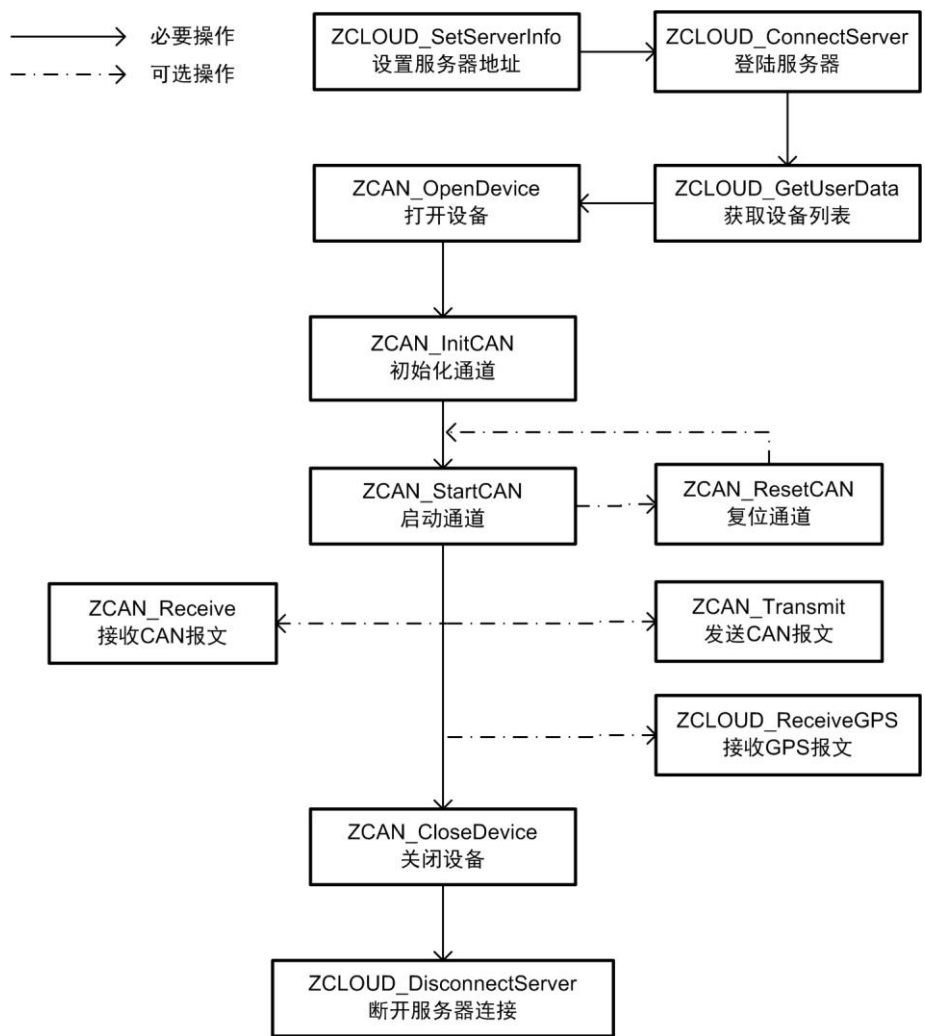 必要操作
可选操作
ZCLOUD_SetServerInfo
设置服务器地址
ZCLOUD_ConnectServer
登陆服务器
ZCAN_OpenDevice
打开设备
ZCLOUD_GetUserData
获取设备列表
ZCAN_InitCAN
初始化通道
ZCAN_StartCAN
启动通道
ZCAN_ResetCAN
复位通道
ZCAN_Receive
接收CAN报文
ZCAN_Transmit
发送CAN报文
ZCLOUD_ReceiveGPS
接收GPS报文
ZCAN_CloseDevice
关闭设备
ZCLOUD_DisconnectServer
断开服务器连接